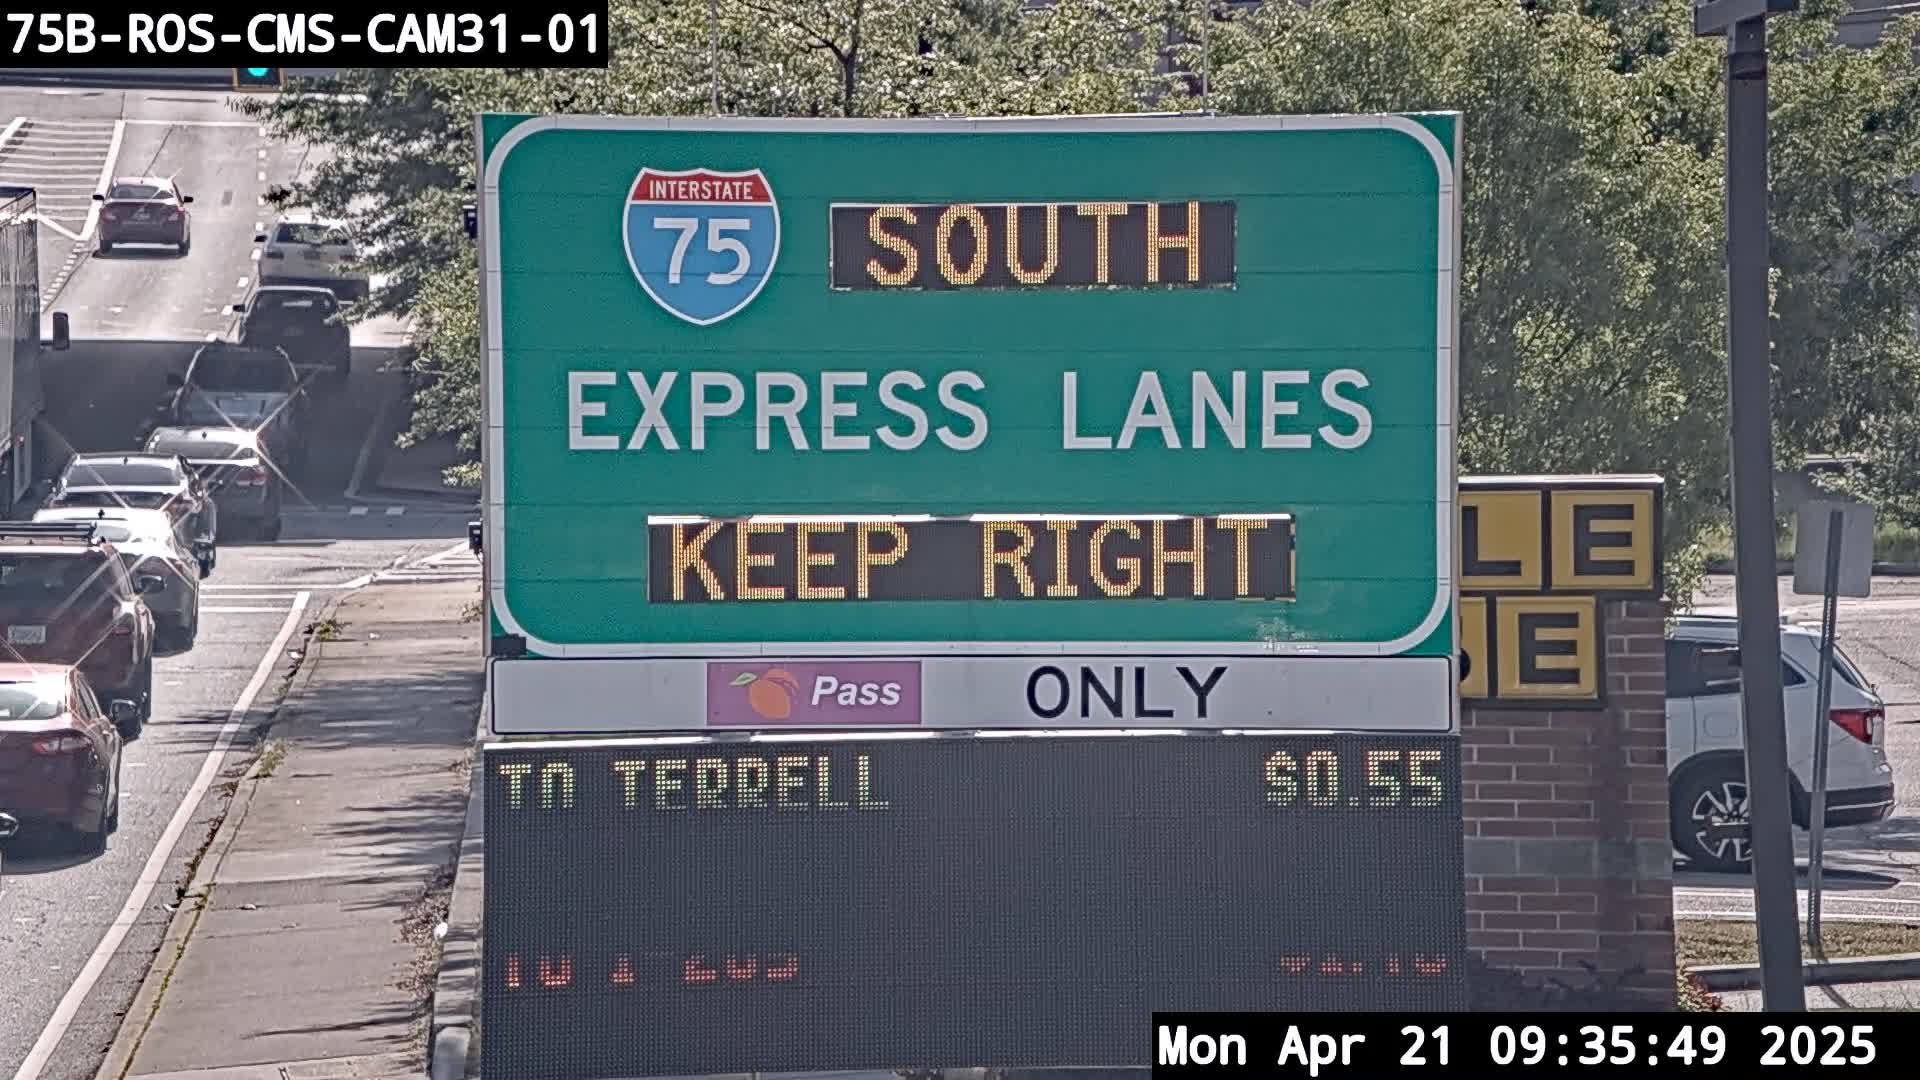 75B-ROS-CMS-CAM31-01
INTERSTATE
75
SOUTH
EXPRESS LANES
KEEP RIGHT
LE
E
Pass ONLY
TO TERRELL $0.55
Mon Apr 21 09:35:49 2025